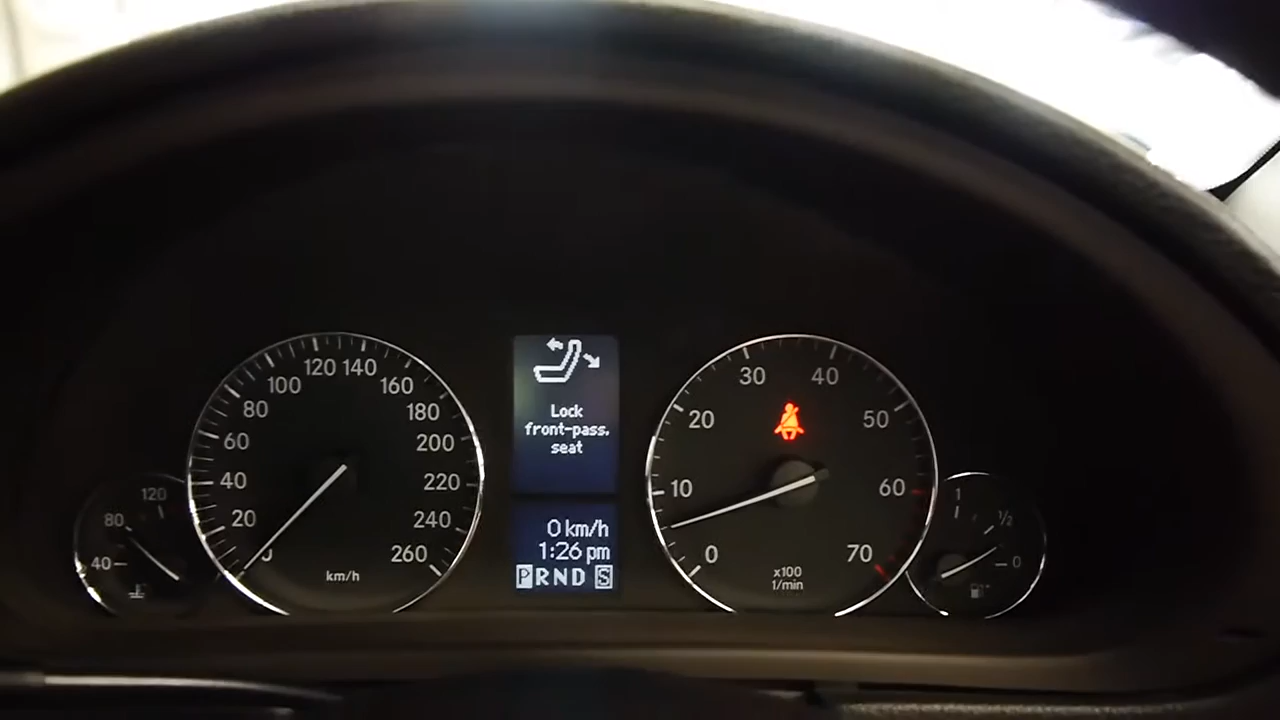 120
80
40
120 140
100 160
80 180
60 200
40 220
20 240
0 260
km/h
Lock
front-pass.
seat
0 km/h
1:26 pm
PRND S
30 40
20 50
10 60
0 70
x100
1/min
1
½
0